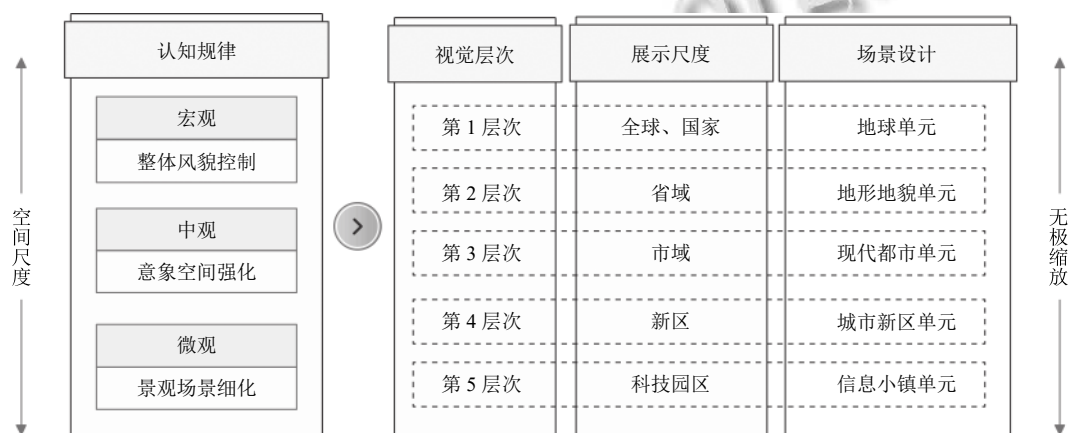 认知规律
视觉层次
展示尺度
场景设计
空间尺度
宏观
整体风貌控制
中观
意象空间强化
微观
景观场景细化
第1层次
全球、国家
地球单元
第2层次
省域
地形地貌单元
第3层次
市域
现代都市单元
第4层次
新区
城市新区单元
第5层次
科技园区
信息小镇单元
无极缩放